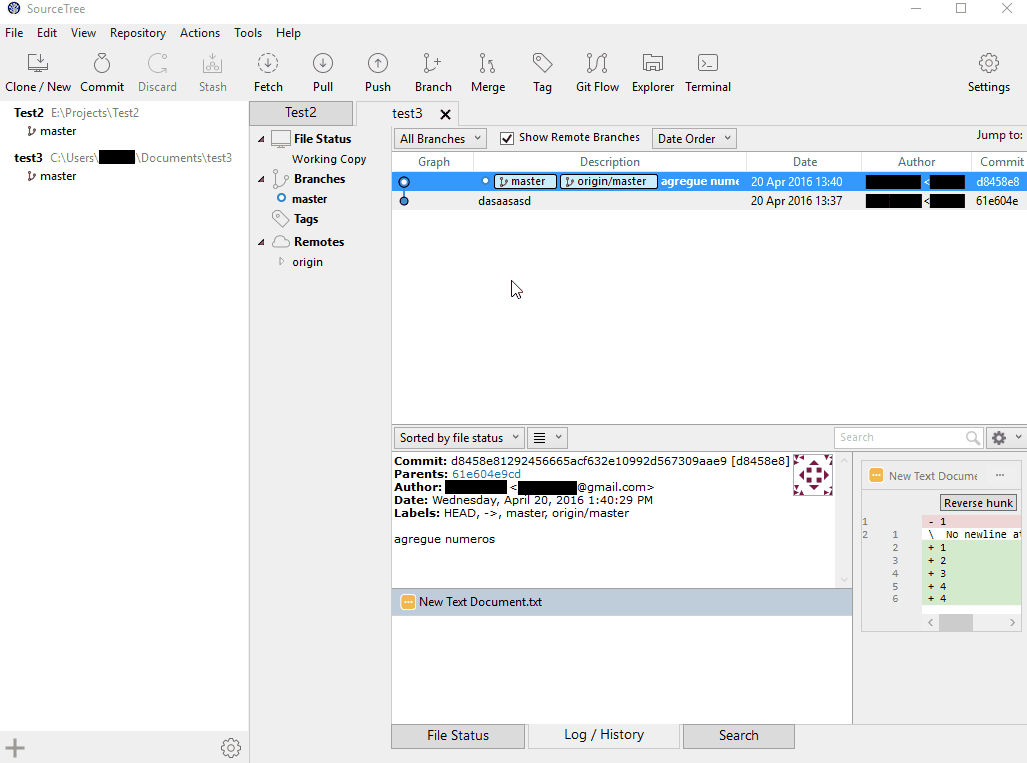 SourceTree
File Edit View Repository Actions Tools Help
Clone / New Commit Discard Stash Fetch Pull Push Branch Merge Tag Git Flow Explorer Terminal Settings
Test2 E:\Projects\Test2
master
test3 C:\Users\ \Documents\test3
master
Test2 test3
File Status
Working Copy
Branches
master
Tags
Remotes
origin
All Branches Show Remote Branches Date Order Jump to:
Graph Description Date Author Commit
master origin/master agregue nume 20 Apr 2016 13:40 < d8458e8
dasaasasd 20 Apr 2016 13:37 < 61e604e
Sorted by file status Search
Commit: d8458e81292456665acf632e10992d567309aae9 [d8458e8]
Parents: 61e604e9cd
Author: < @gmail.com>
Date: Wednesday, April 20, 2016 1:40:29 PM
Labels: HEAD, ->, master, origin/master
agregue numeros
New Text Document.txt
New Text Docume ...
Reverse hunk
1 - 1
2 1 \ No newline at
2 + 1
3 + 2
4 + 3
5 + 4
6 + 4
File Status Log / History Search